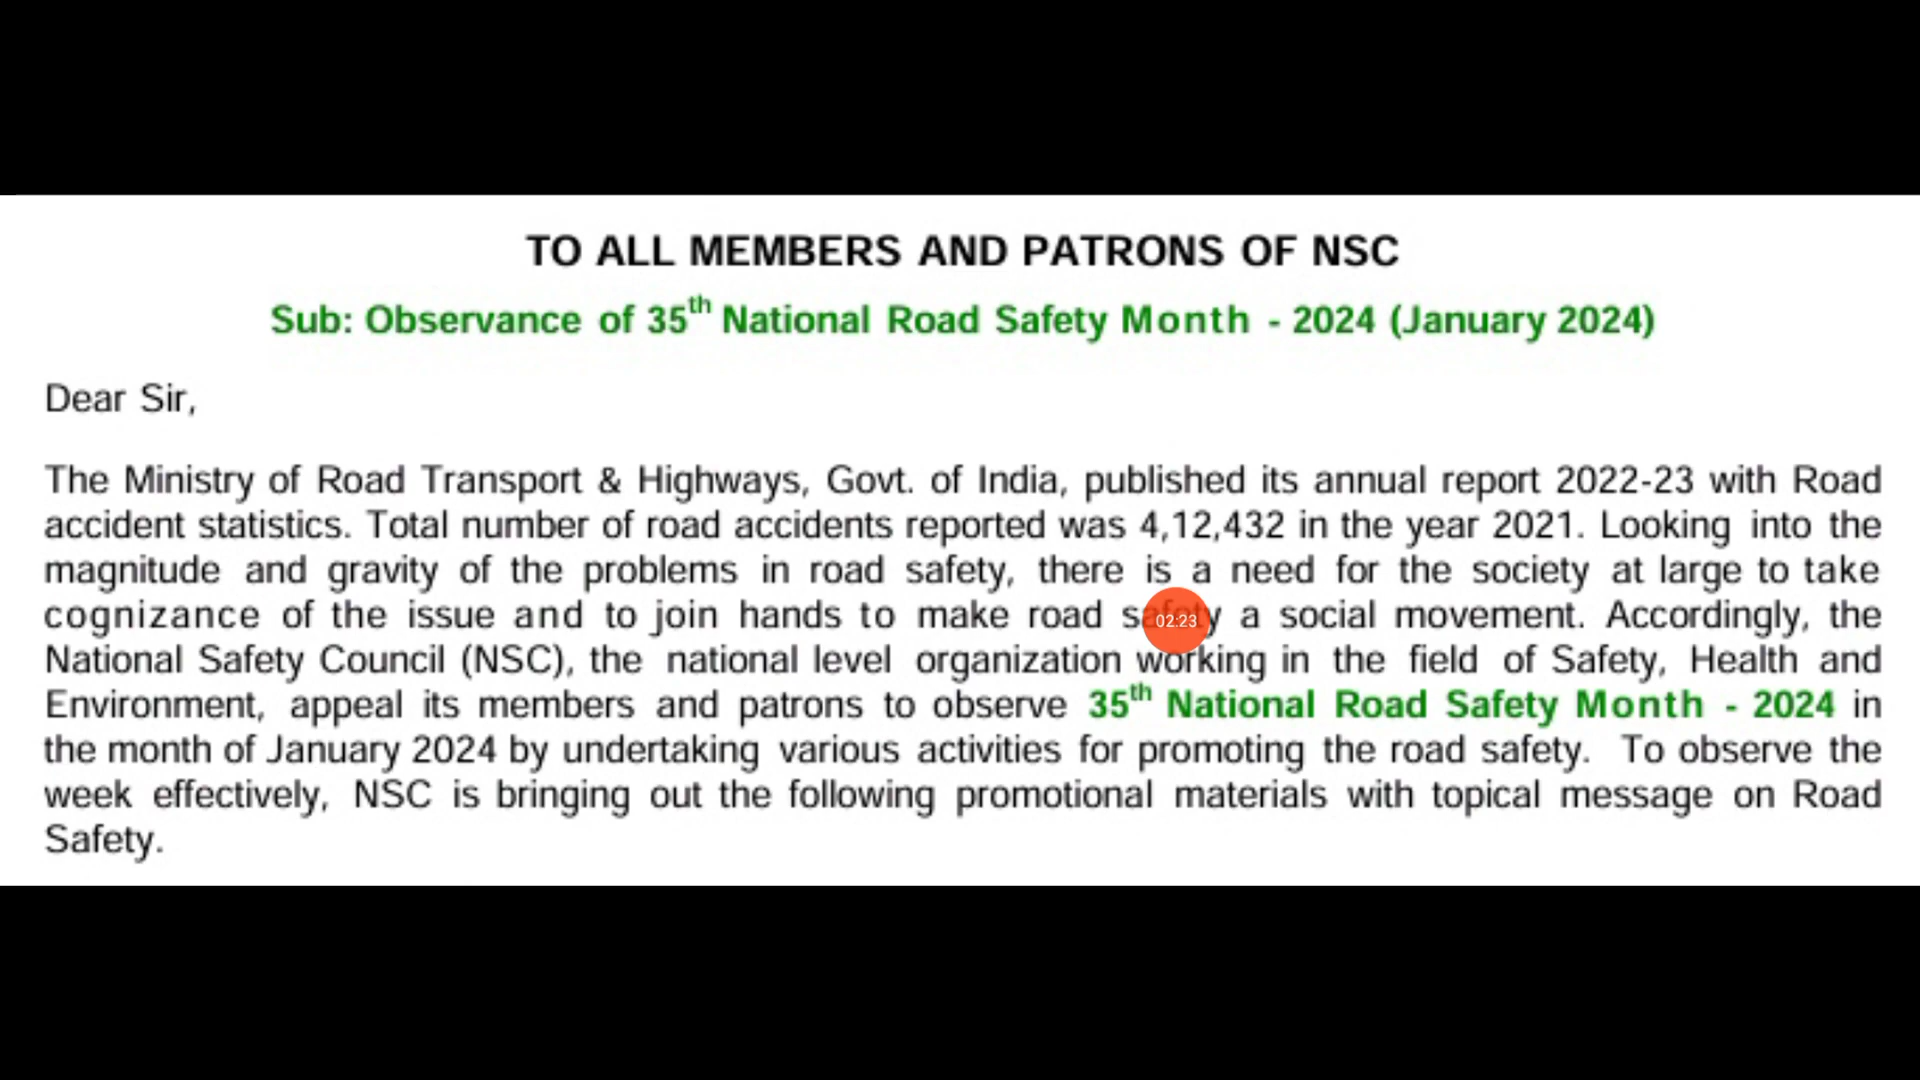 TO ALL MEMBERS AND PATRONS OF NSC
Sub: Observance of 35th National Road Safety Month - 2024 (January 2024)
Dear Sir,
The Ministry of Road Transport & Highways, Govt. of India, published its annual report 2022-23 with Road
accident statistics. Total number of road accidents reported was 4,12,432 in the year 2021. Looking into the
magnitude and gravity of the problems in road safety, there is a need for the society at large to take
cognizance of the issue and to join hands to make road safety a social movement. Accordingly, the
02:23
National Safety Council (NSC), the national level organization working in the field of Safety, Health and
Environment, appeal its members and patrons to observe 35th National Road Safety Month - 2024 in
the month of January 2024 by undertaking various activities for promoting the road safety. To observe the
week effectively, NSC is bringing out the following promotional materials with topical message on Road
Safety.